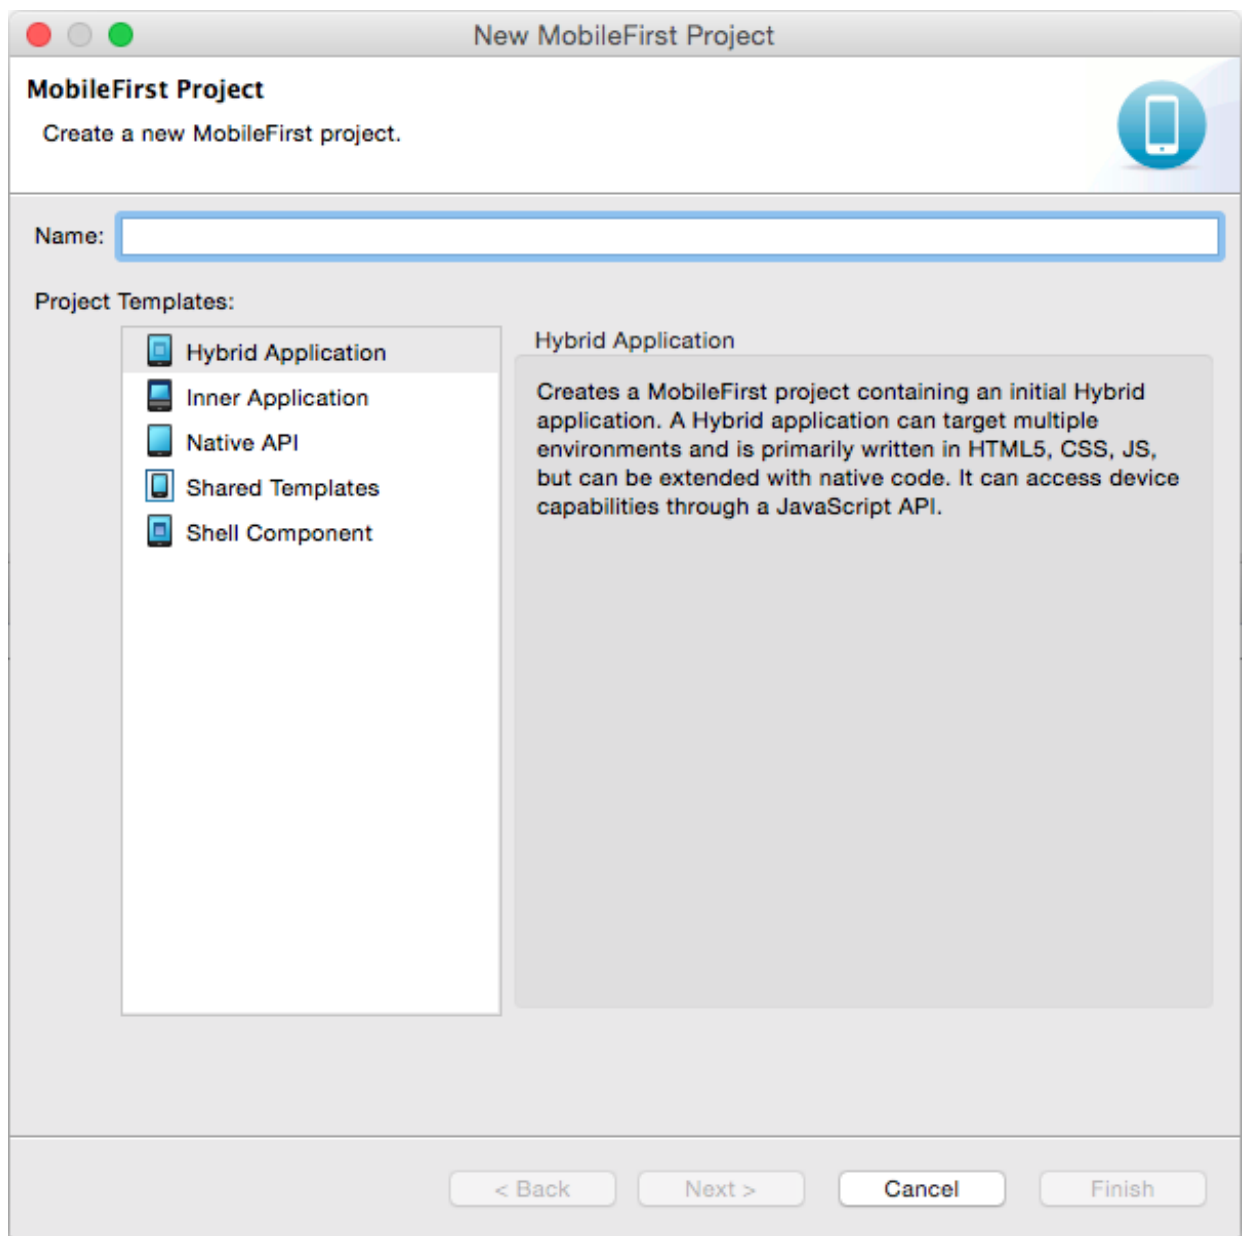 New MobileFirst Project
MobileFirst Project
Create a new MobileFirst project.
Name:
Project Templates:
Hybrid Application
Inner Application
Native API
Shared Templates
Shell Component
Hybrid Application
Creates a MobileFirst project containing an initial Hybrid
application. A Hybrid application can target multiple
environments and is primarily written in HTML5, CSS, JS,
but can be extended with native code. It can access device
capabilities through a JavaScript API.
< Back
Next >
Cancel
Finish